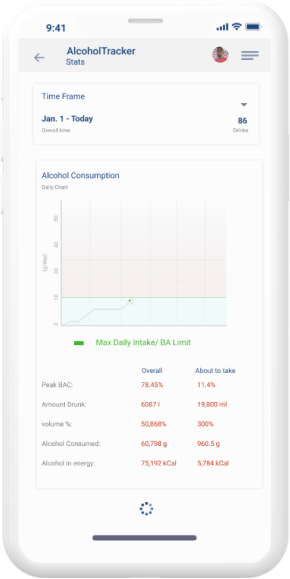 9:41
AlcoholTracker
Stats
Time Frame
Jan. 1 - Today
86
Overall time
Drinks
Alcohol Consumption
Daily Chart
(g/day)
50
40
20
10
0
Max Daily Intake/ BA Limit
Overall
About to take
Peak BAC:
78.45%
11.4%
Amount Drunk:
6087 l
19,800 ml
volume %:
50,868%
300%
Alcohol Consumed:
60,798 g
960.5 g
Alcohol in energy:
75,192 kCal
5,784 kCal